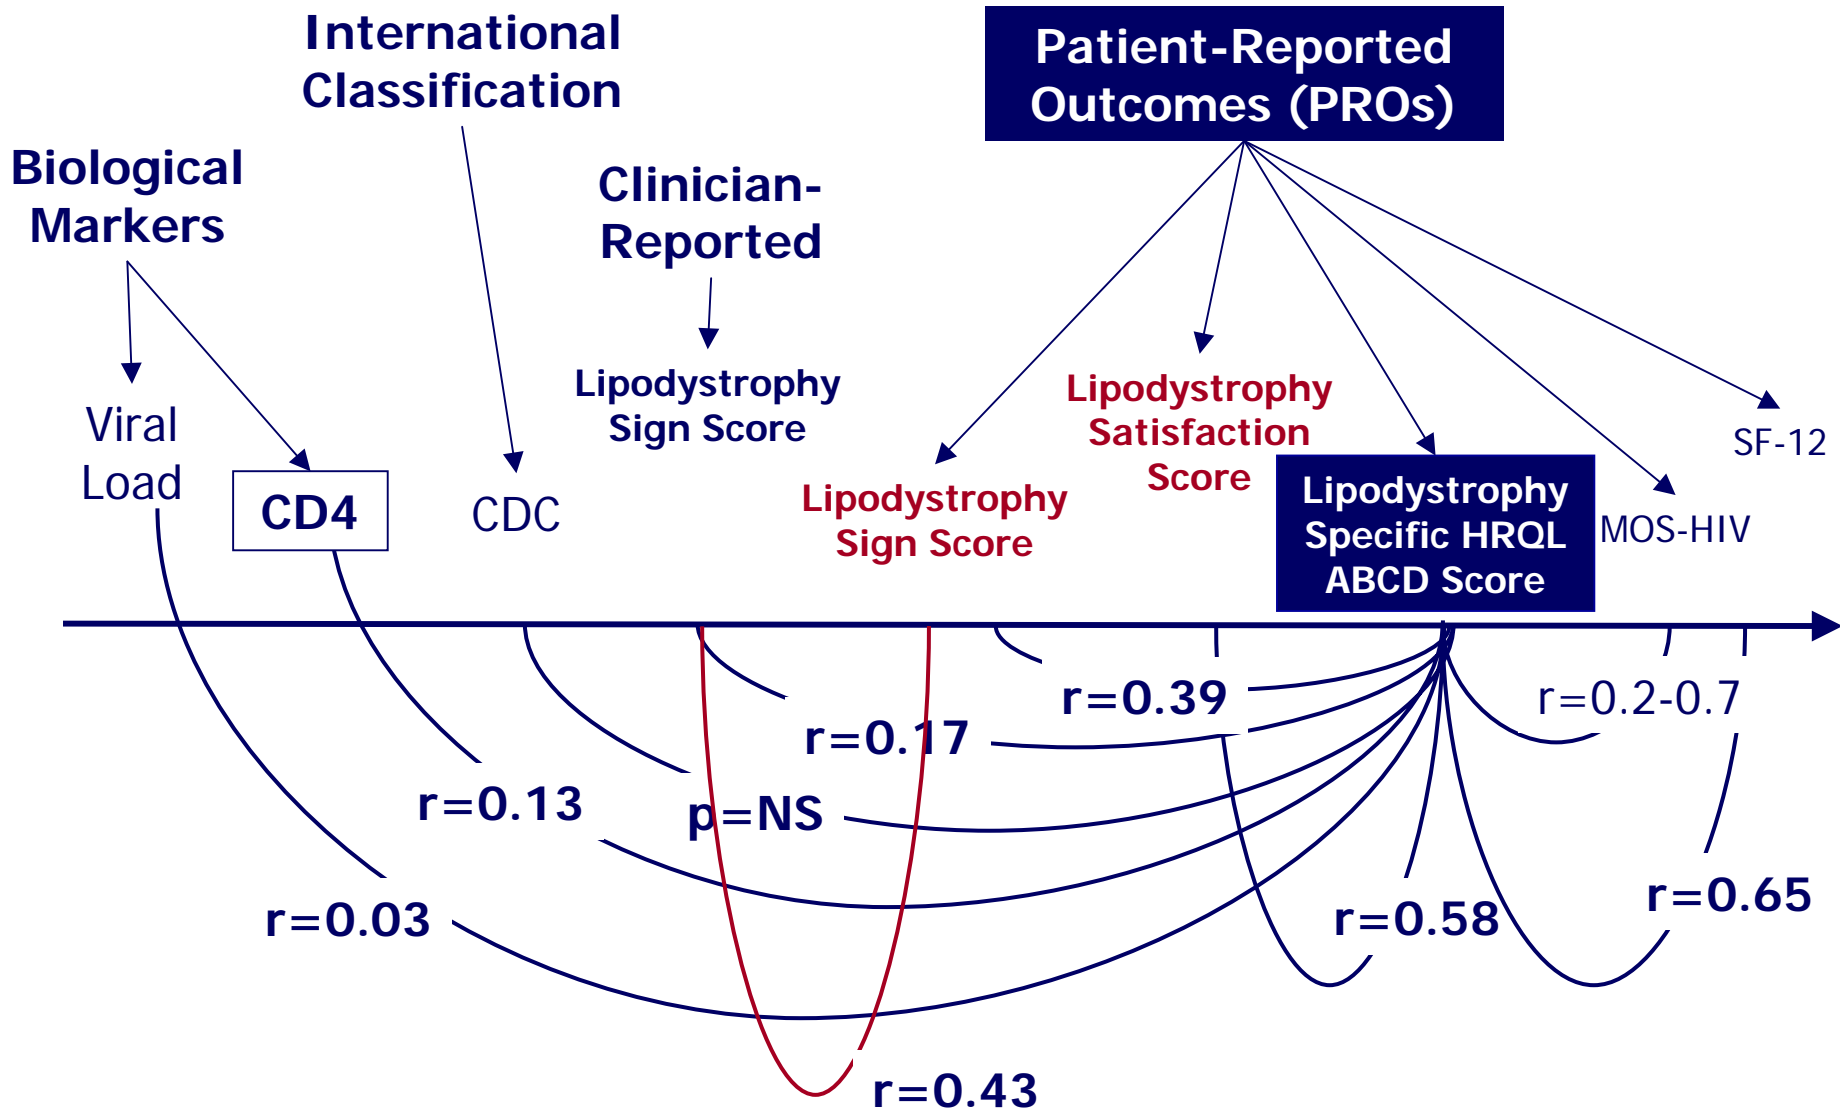 International
Classification
Patient-Reported
Outcomes (PROs)
Biological
Markers
Clinician-
Reported
Lipodystrophy
Sign Score
Lipodystrophy
Satisfaction
Score
SF-12
Viral
Load
CD4
CDC
Lipodystrophy
Sign Score
Lipodystrophy
Specific HRQL
ABCD Score
MOS-HIV
r=0.39
r=0.2-0.7
r=0.17
r=0.13
p=NS
r=0.03
r=0.58
r=0.65
r=0.43